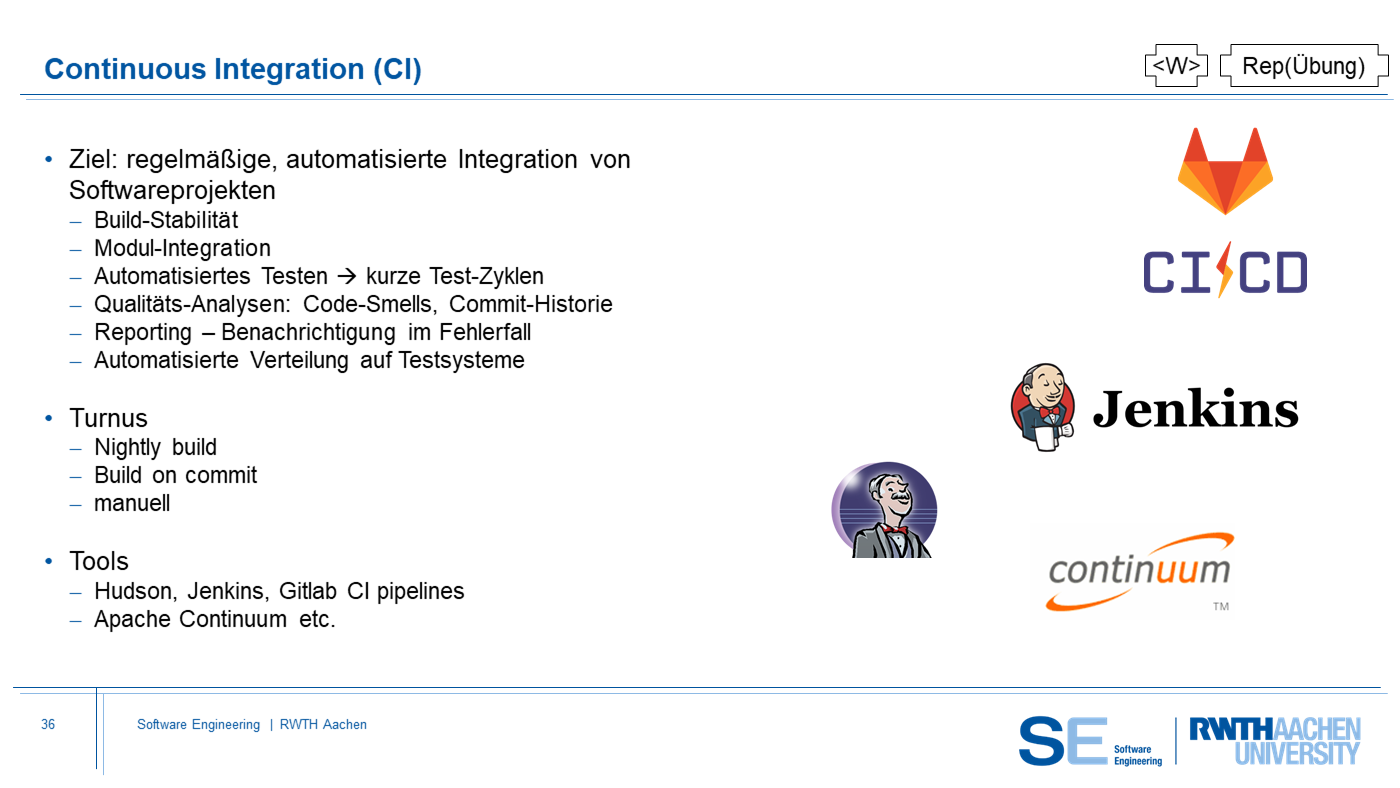 Continuous Integration (CI)
<W>
Rep(Übung)
• Ziel: regelmäßige, automatisierte Integration von
Softwareprojekten
– Build-Stabilität
– Modul-Integration
– Automatisiertes Testen → kurze Test-Zyklen
– Qualitäts-Analysen: Code-Smells, Commit-Historie
– Reporting – Benachrichtigung im Fehlerfall
– Automatisierte Verteilung auf Testsysteme
• Turnus
– Nightly build
– Build on commit
– manuell
• Tools
– Hudson, Jenkins, Gitlab CI pipelines
– Apache Continuum etc.
CI CD
Jenkins
continuum
TM
36
Software Engineering | RWTH Aachen
SE
Software
Engineering
RWTHAACHEN
UNIVERSITY